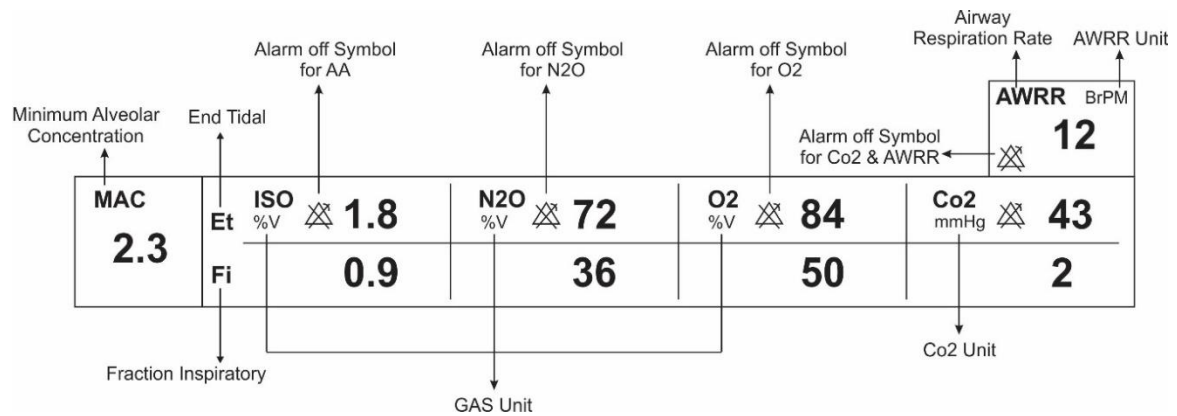 Airway
Respiration Rate
AWRR Unit
Alarm off Symbol
for AA
Alarm off Symbol
for N2O
Alarm off Symbol
for O2
AWRR BrPM
12
Minimum Alveolar
Concentration
End Tidal
Alarm off Symbol
for Co2 & AWRR
MAC
2.3
Et
ISO
%V
1.8
N2O
%V
72
O2
%V
84
Co2
mmHg
43
Fi
0.9
36
50
2
Fraction Inspiratory
GAS Unit
Co2 Unit